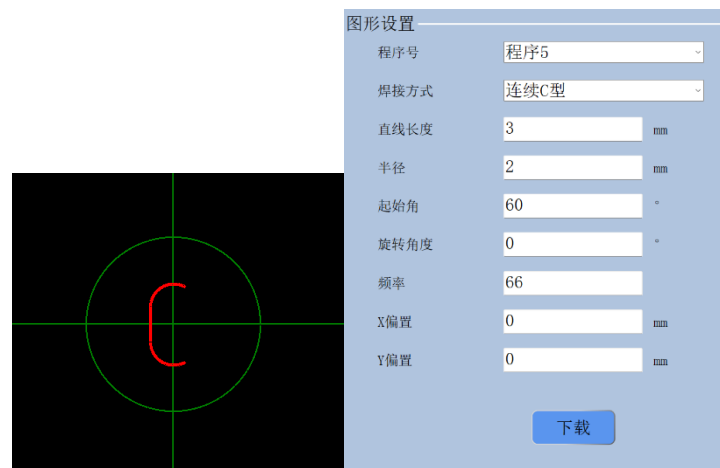 图形设置
程序号 程序5
焊接方式 连续C型
直线长度 3 mm
半径 2 mm
起始角 60 °
旋转角度 0 °
频率 66
X偏置 0 mm
Y偏置 0 mm
下载